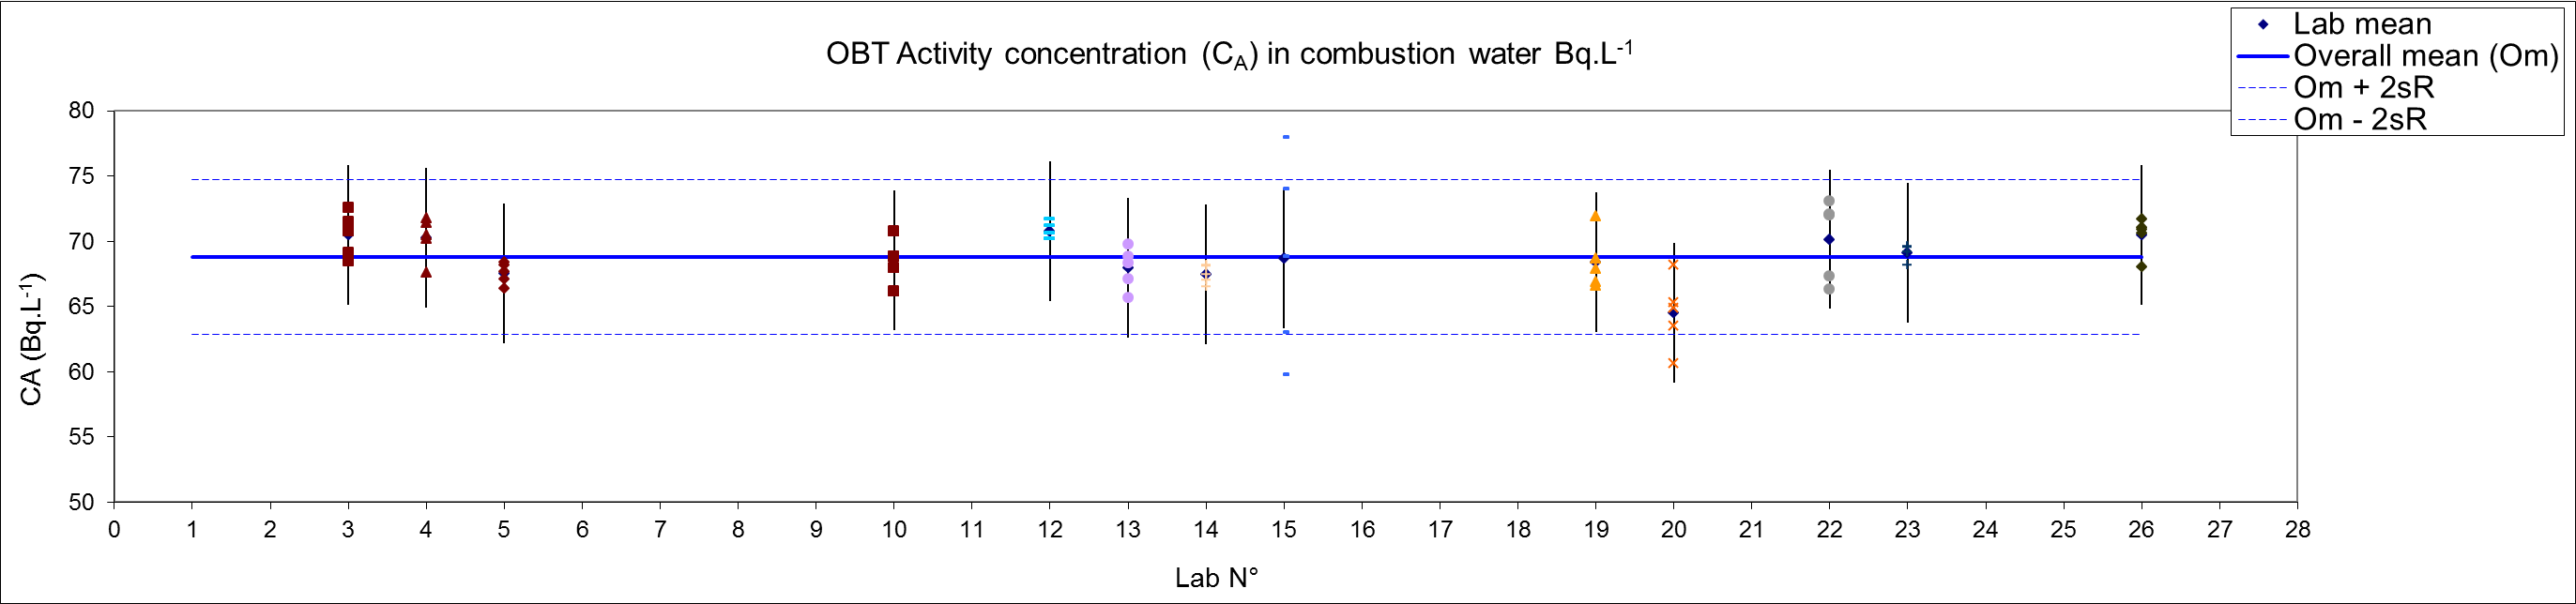 Lab mean
Overall mean (Om)
Om + 2sR
Om - 2sR
OBT Activity concentration (CA) in combustion water Bq.L-1
80
75
70
65
60
55
50
CA (Bq.L-1)
0 1 2 3 4 5 6 7 8 9 10 11 12 13 14 15 16 17 18 19 20 21 22 23 24 25 26 27 28
Lab N°